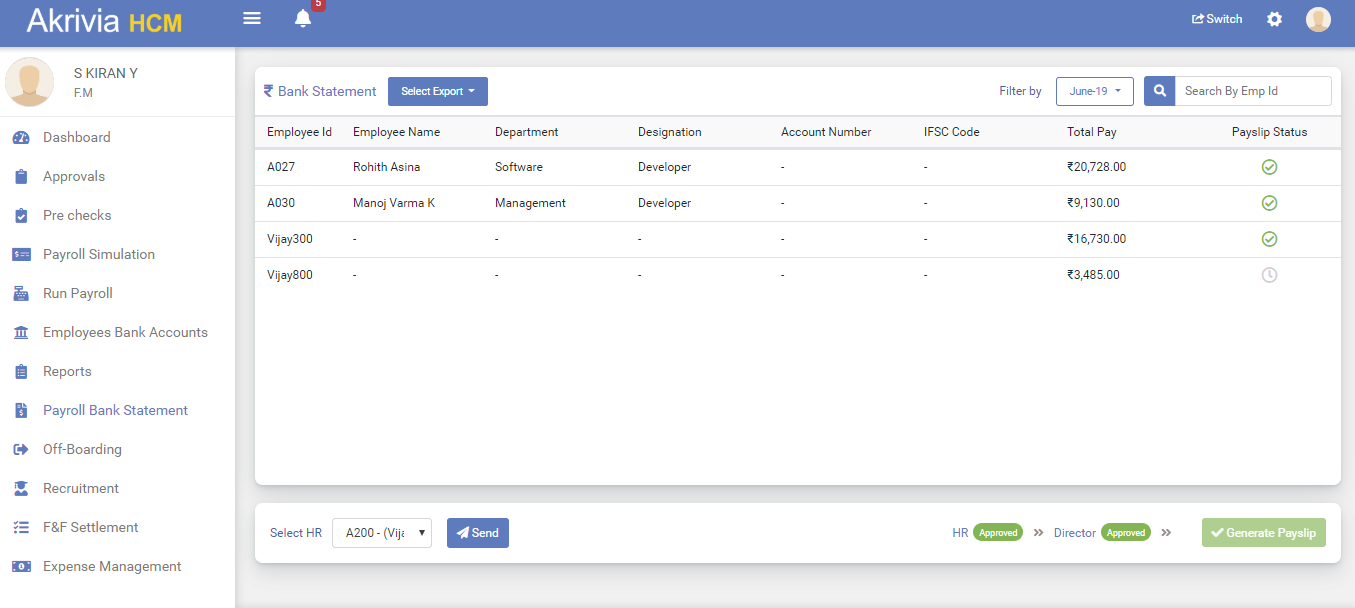 Akrivia HCM
5
Switch
S KIRAN Y
F.M
Dashboard
Approvals
Pre checks
Payroll Simulation
Run Payroll
Employees Bank Accounts
Reports
Payroll Bank Statement
Off-Boarding
Recruitment
F&F Settlement
Expense Management
₹ Bank Statement Select Export Filter by June-19 Search By Emp Id
Employee Id Employee Name Department Designation Account Number IFSC Code Total Pay Payslip Status
A027 Rohith Asina Software Developer - - ₹20,728.00
A030 Manoj Varma K Management Developer - - ₹9,130.00
Vijay300 - - - - - ₹16,730.00
Vijay800 - - - - - ₹3,485.00
Select HR A200 - (Vija Send HR Approved Director Approved Generate Payslip